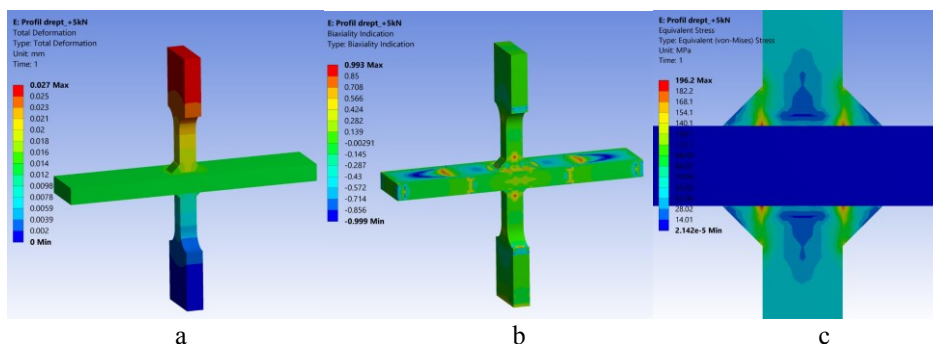 E: Profil drept_+5kN
Total Deformation
Type: Total Deformation
Unit: mm
Time: 1
0.027 Max
0.025
0.023
0.02
0.018
0.016
0.014
0.012
0.0098
0.0078
0.0059
0.0039
0.002
0 Min
E: Profil drept_+5kN
Biaxiality Indication
Type: Biaxiality Indication
Time: 1
0.993 Max
0.85
0.708
0.566
0.424
0.282
0.139
-0.00291
-0.145
-0.287
-0.43
-0.572
-0.714
-0.856
-0.999 Min
E: Profil drept_+5kN
Equivalent Stress
Type: Equivalent (von-Mises) Stress
Unit: MPa
Time: 1
196.2 Max
182.2
168.1
154.1
140.1
28.02
14.01
2.142e-5 Min
a
b
c